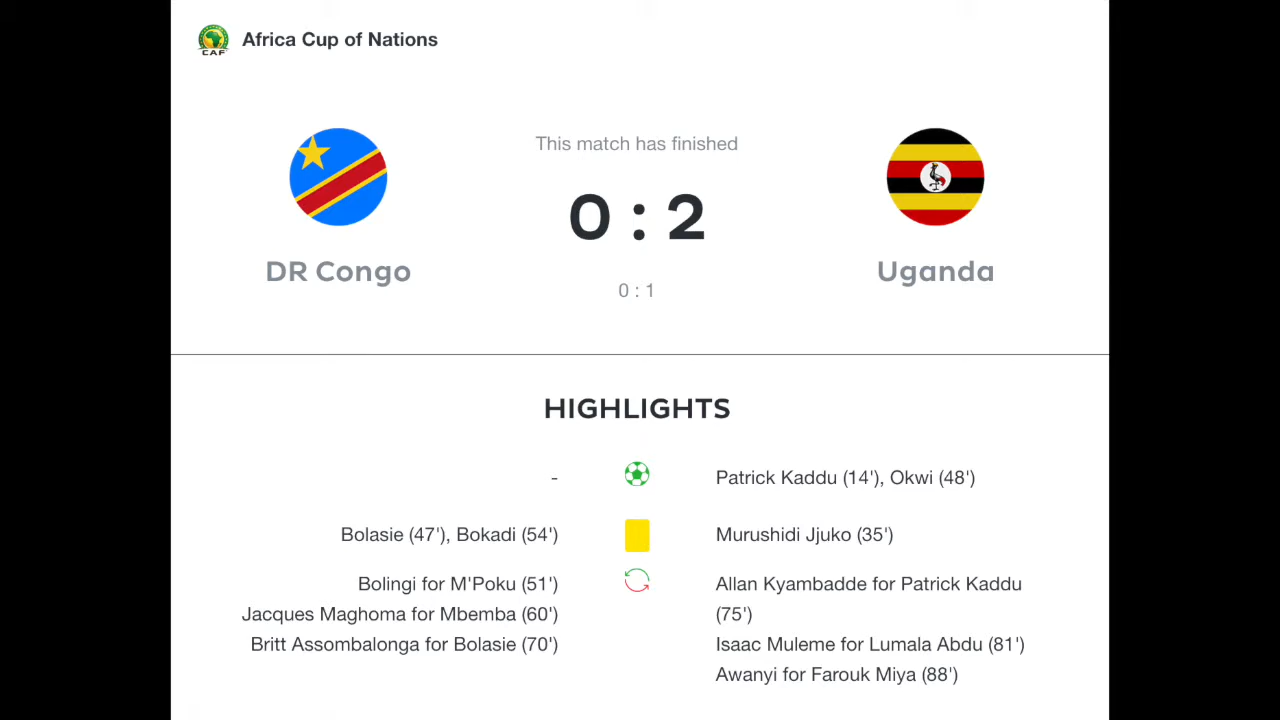 CAF
Africa Cup of Nations
This match has finished
0 : 2
DR Congo
Uganda
0 : 1
HIGHLIGHTS
-
Patrick Kaddu (14'), Okwi (48')
Bolasie (47'), Bokadi (54')
Murushidi Jjuko (35')
Bolingi for M'Poku (51')
Jacques Maghoma for Mbemba (60')
Britt Assombalonga for Bolasie (70')
Allan Kyambadde for Patrick Kaddu
(75')
Isaac Muleme for Lumala Abdu (81')
Awanyi for Farouk Miya (88')